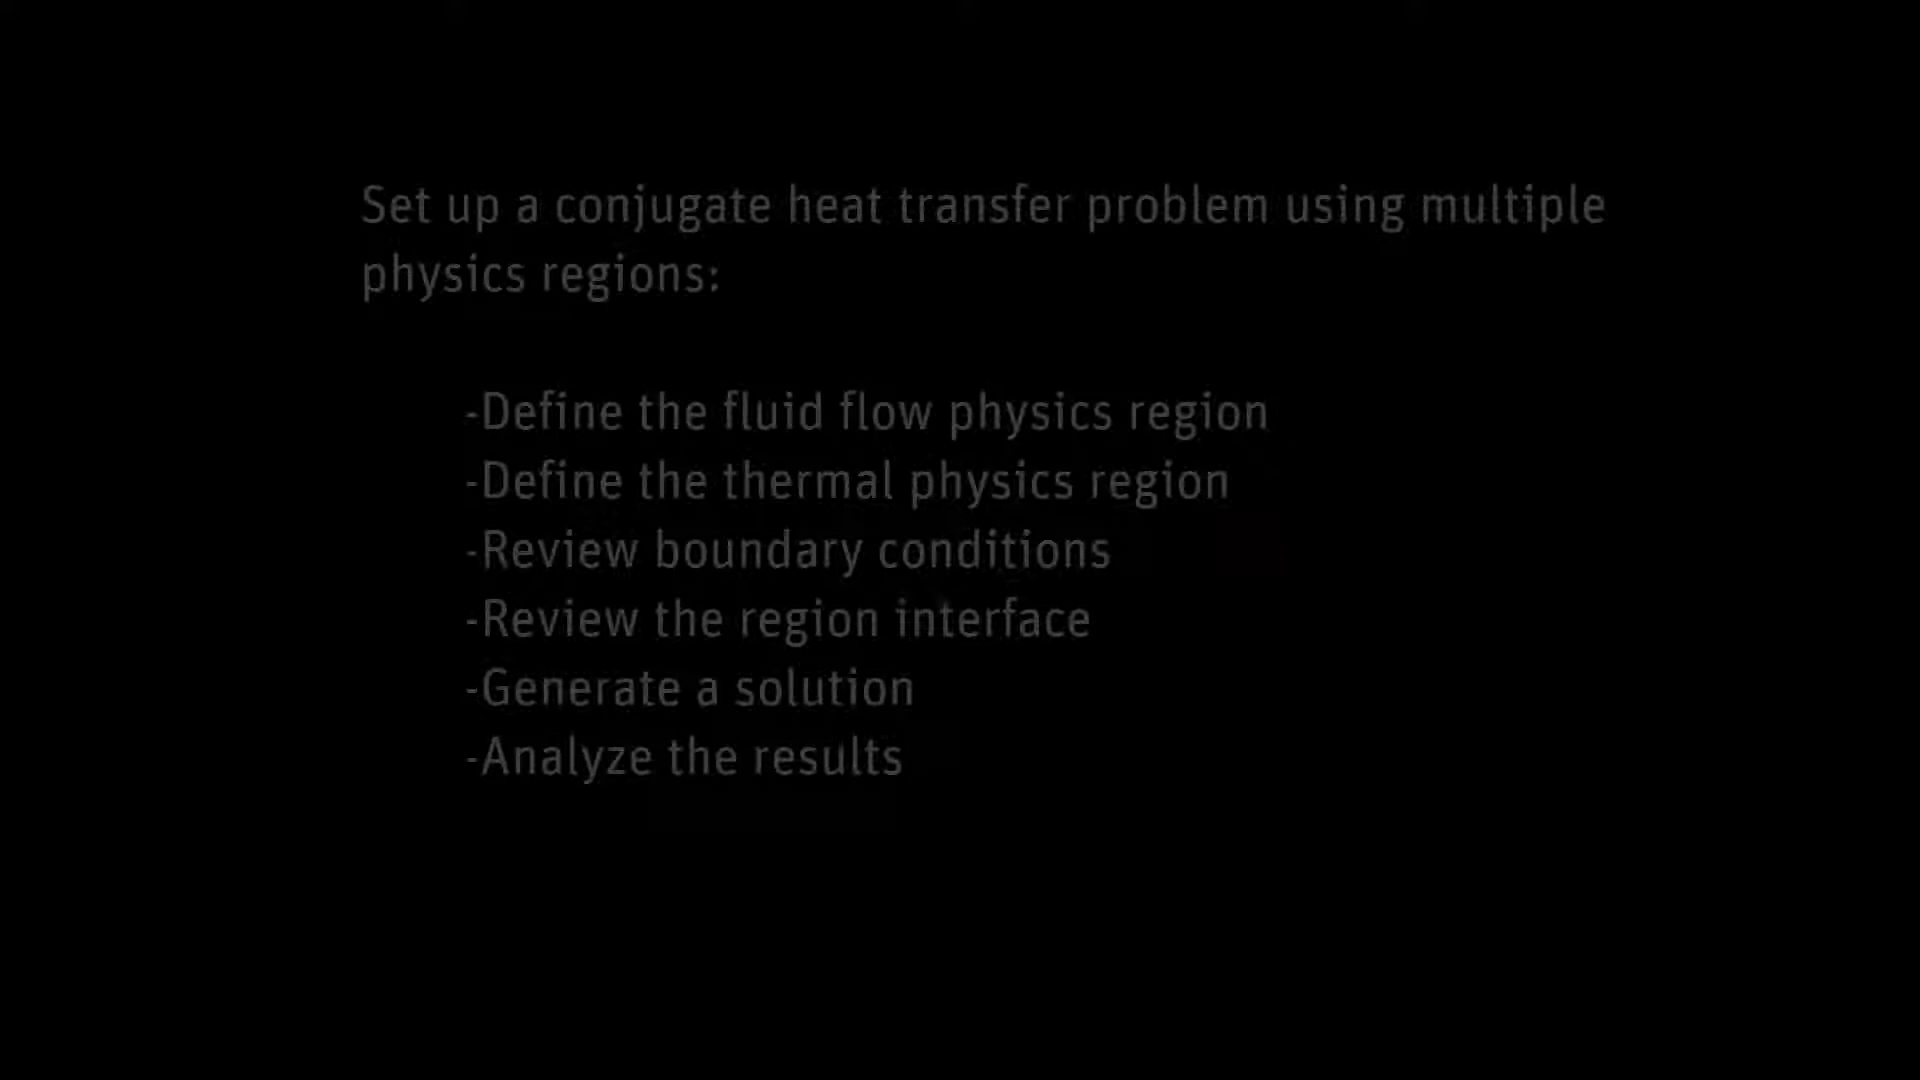 Set up a conjugate heat transfer problem using multiple
physics regions:
-Define the fluid flow physics region
-Define the thermal physics region
-Review boundary conditions
-Review the region interface
-Generate a solution
-Analyze the results